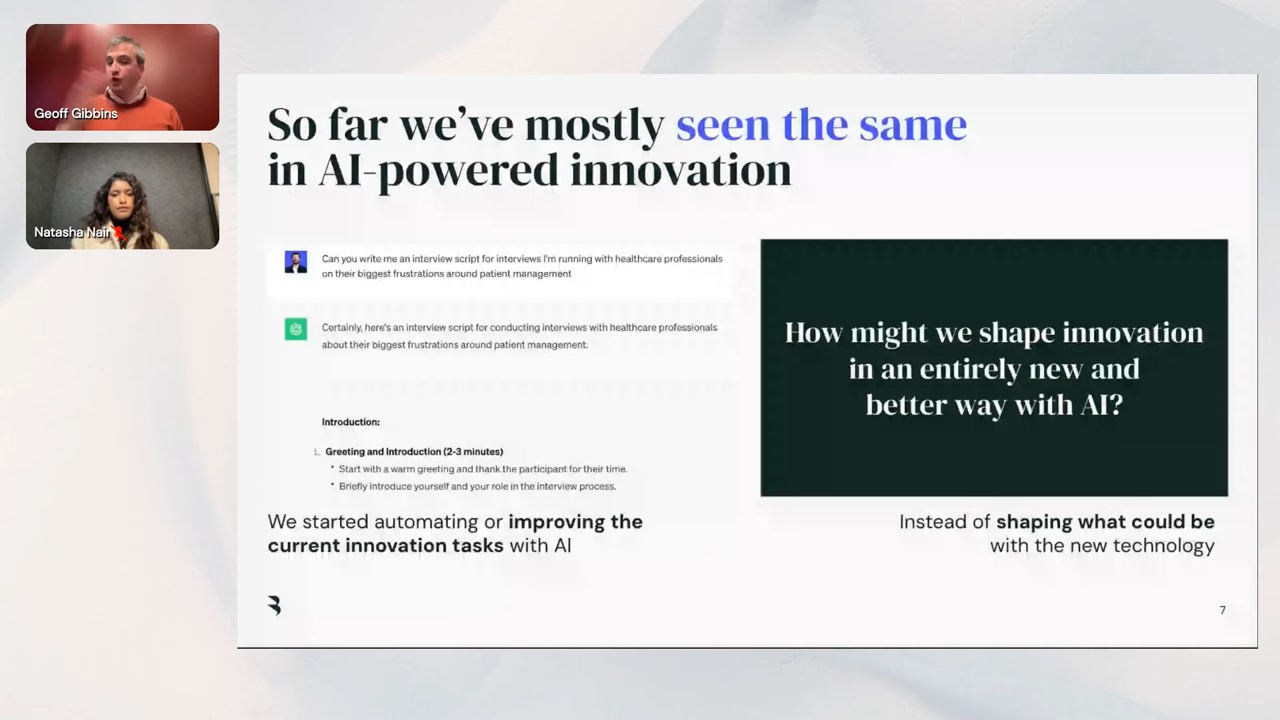 Geoff Gibbins
Natasha Nair
So far we've mostly seen the same
in AI-powered innovation
Can you write me an interview script for interviews I'm running with healthcare professionals
on their biggest frustrations around patient management
Certainly, here's an interview script for conducting interviews with healthcare professionals
about their biggest frustrations around patient management:
Introduction:
Greeting and Introduction (2-3 minutes)
* Start with a warm greeting and thank the participant for their time.
* Briefly introduce yourself and your role in the interview process.
We started automating or improving the
current innovation tasks with AI
How might we shape innovation
in an entirely new and
better way with AI?
Instead of shaping what could be
with the new technology
7